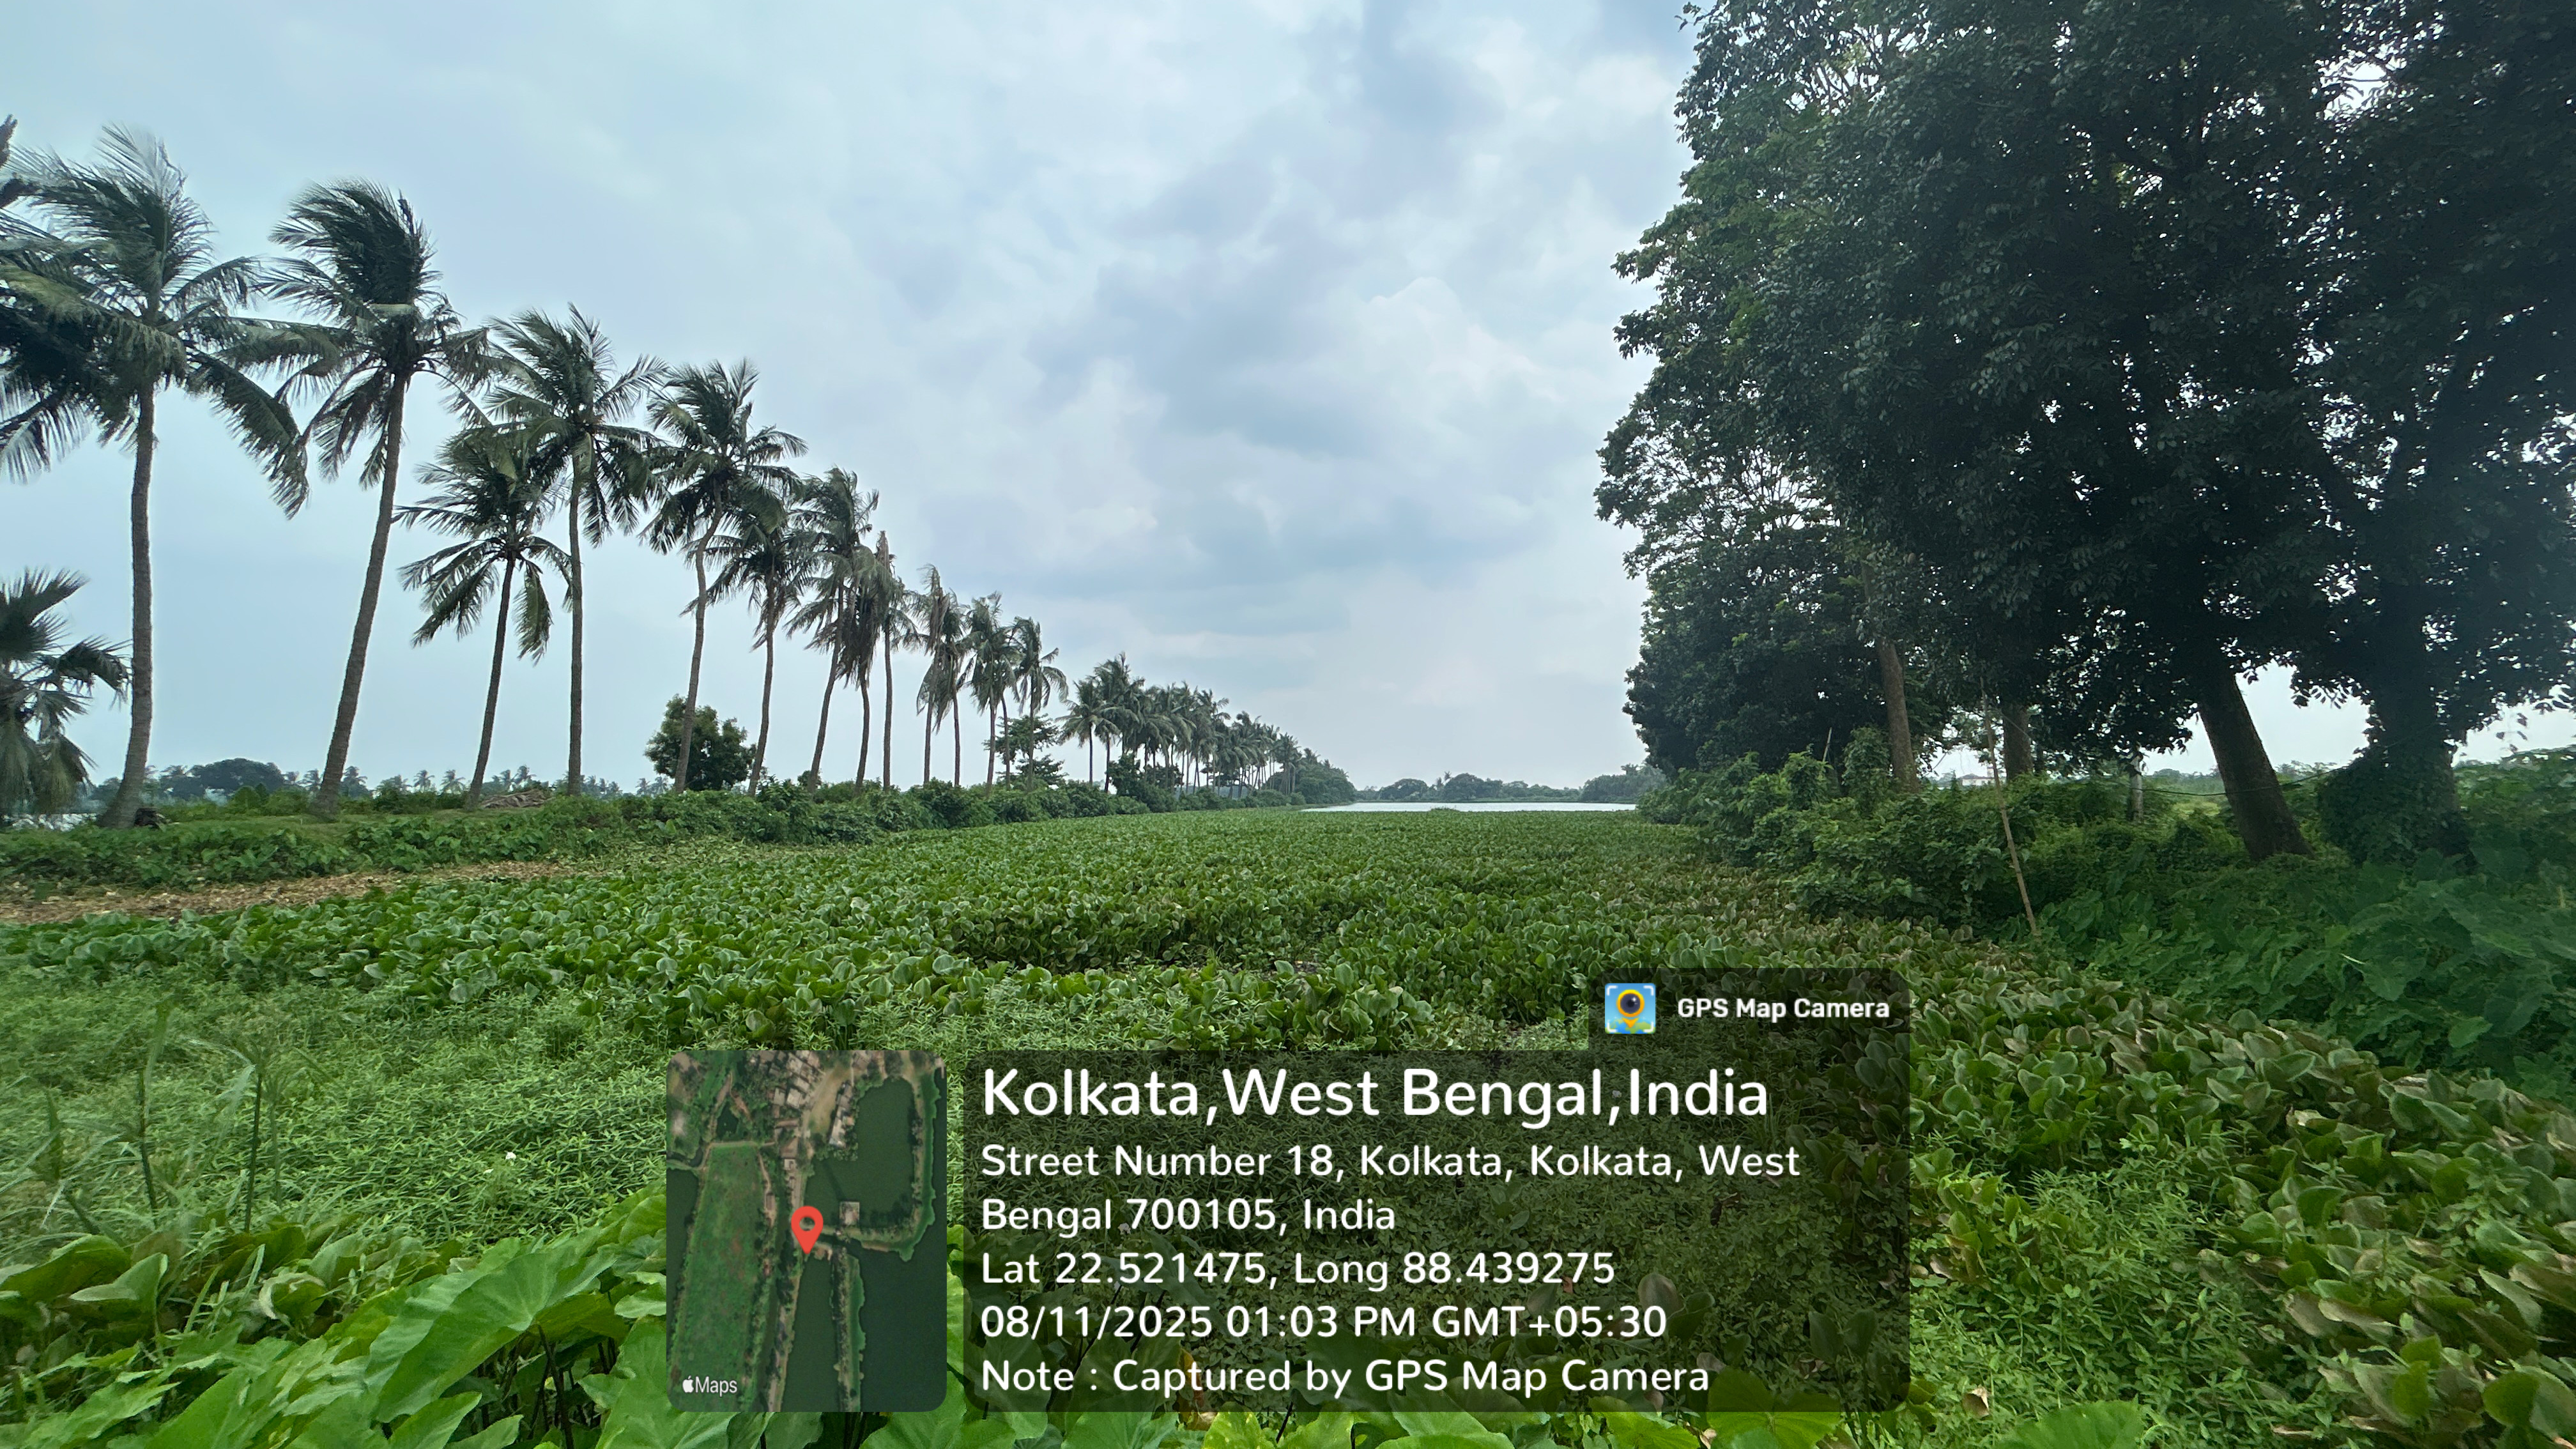 GPS Map Camera
Kolkata,West Bengal,India
Street Number 18, Kolkata, Kolkata, West
Bengal 700105, India
Lat 22.521475, Long 88.439275
08/11/2025 01:03 PM GMT+05:30
Note : Captured by GPS Map Camera
Maps